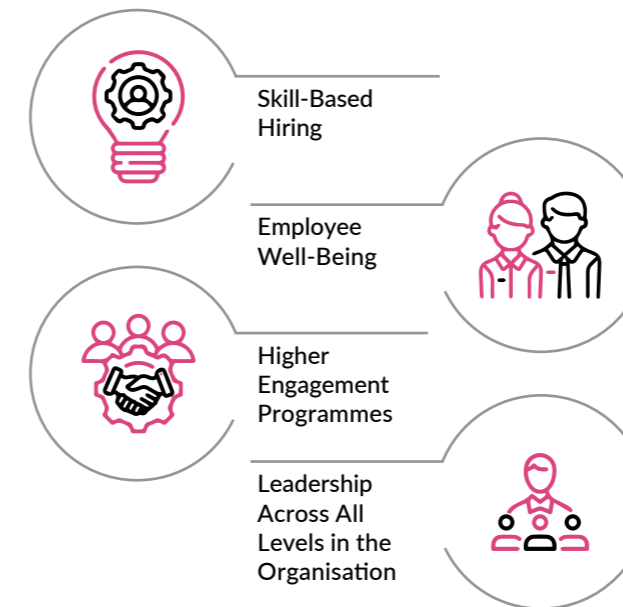 Skill-Based
Hiring
Employee
Well-Being
Higher
Engagement
Programmes
Leadership
Across All
Levels in the
Organisation